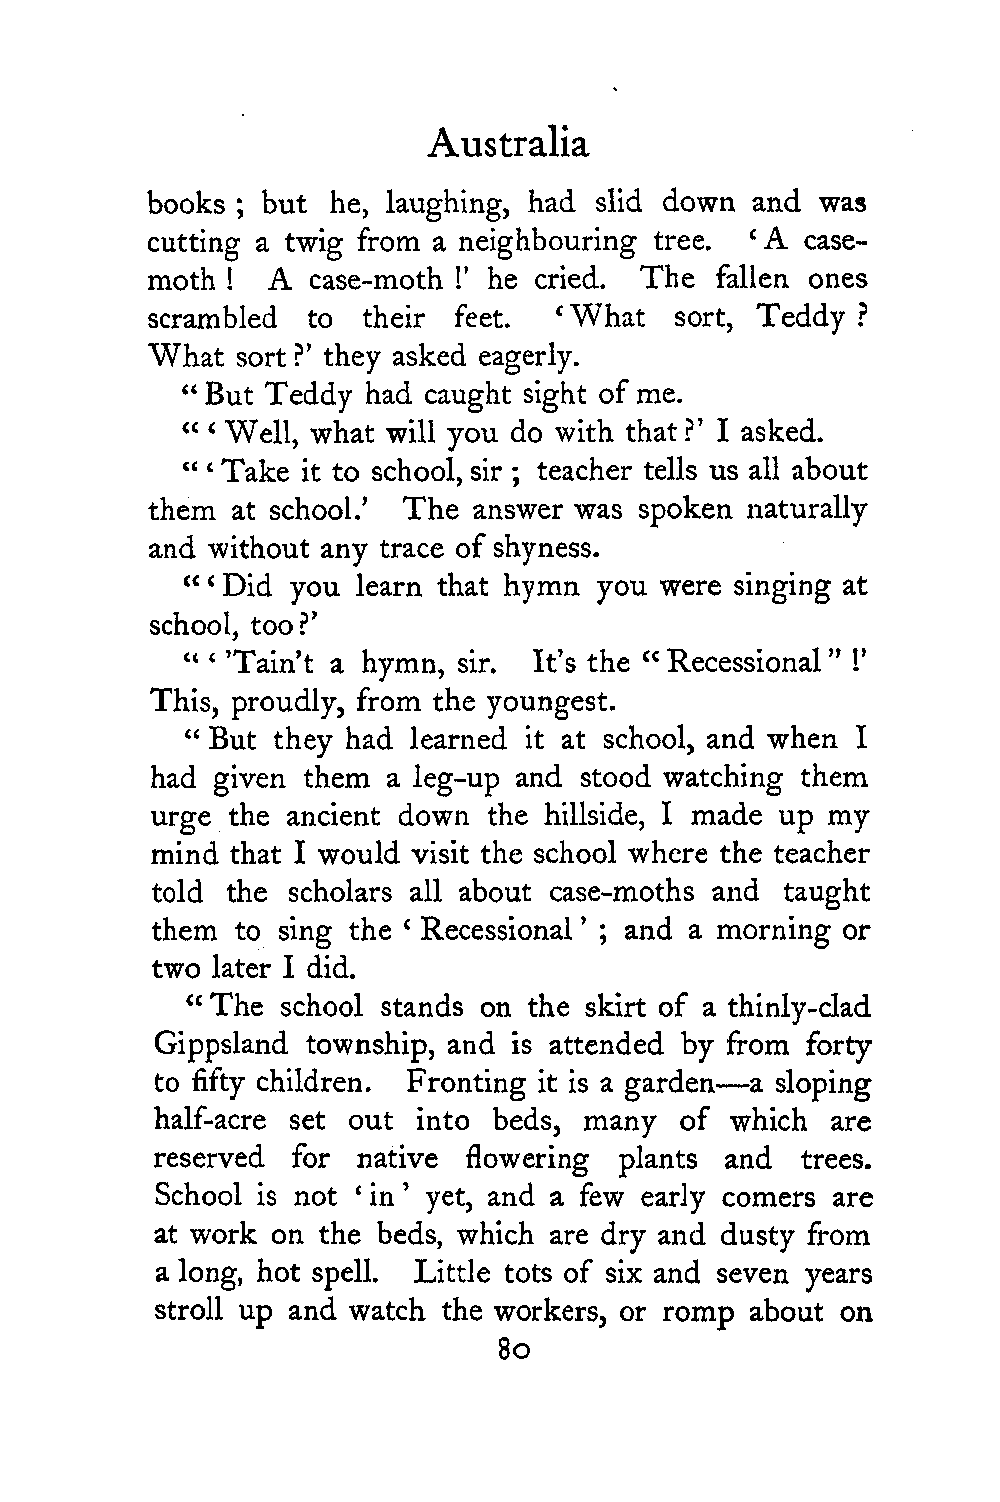 Australia
books ; but he, laughing, had slid down and was
cutting a twig from a neighbouring tree. ‘ A case-
moth ! A case-moth !’ he cried. The fallen ones
scrambled to their feet. ‘ What sort, Teddy ?
What sort ?’ they asked eagerly.
“ But Teddy had caught sight of me.
“ ‘ Well, what will you do with that ?’ I asked.
“ ‘ Take it to school, sir ; teacher tells us all about
them at school.’ The answer was spoken naturally
and without any trace of shyness.
“ ‘ Did you learn that hymn you were singing at
school, too ?’
“ ‘ ’Tain’t a hymn, sir. It’s the “ Recessional ” !’
This, proudly, from the youngest.
“ But they had learned it at school, and when I
had given them a leg-up and stood watching them
urge the ancient down the hillside, I made up my
mind that I would visit the school where the teacher
told the scholars all about case-moths and taught
them to sing the ‘ Recessional ’ ; and a morning or
two later I did.
“ The school stands on the skirt of a thinly-clad
Gippsland township, and is attended by from forty
to fifty children. Fronting it is a garden—a sloping
half-acre set out into beds, many of which are
reserved for native flowering plants and trees.
School is not ‘ in ’ yet, and a few early comers are
at work on the beds, which are dry and dusty from
a long, hot spell. Little tots of six and seven years
stroll up and watch the workers, or romp about on
80